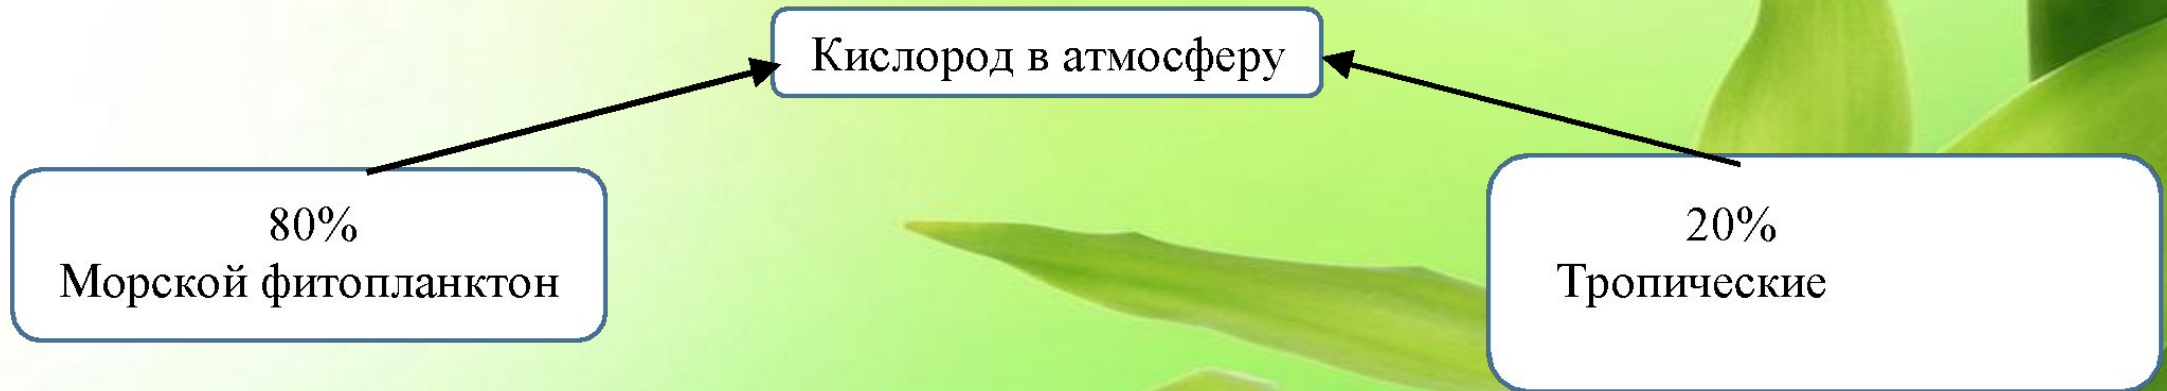 Кислород в атмосферу
80%
Морской фитопланктон
20%
Тропические